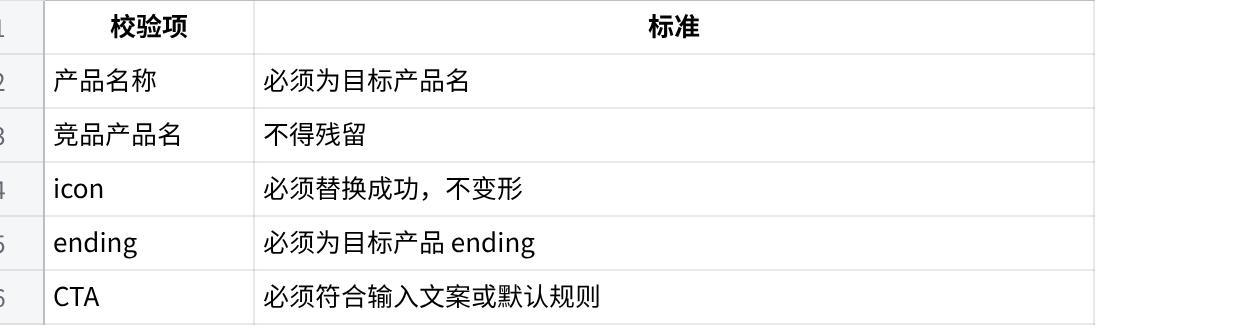 校验项 标准
产品名称 必须为目标产品名
竞品产品名 不得残留
icon 必须替换成功，不变形
ending 必须为目标产品 ending
CTA 必须符合输入文案或默认规则